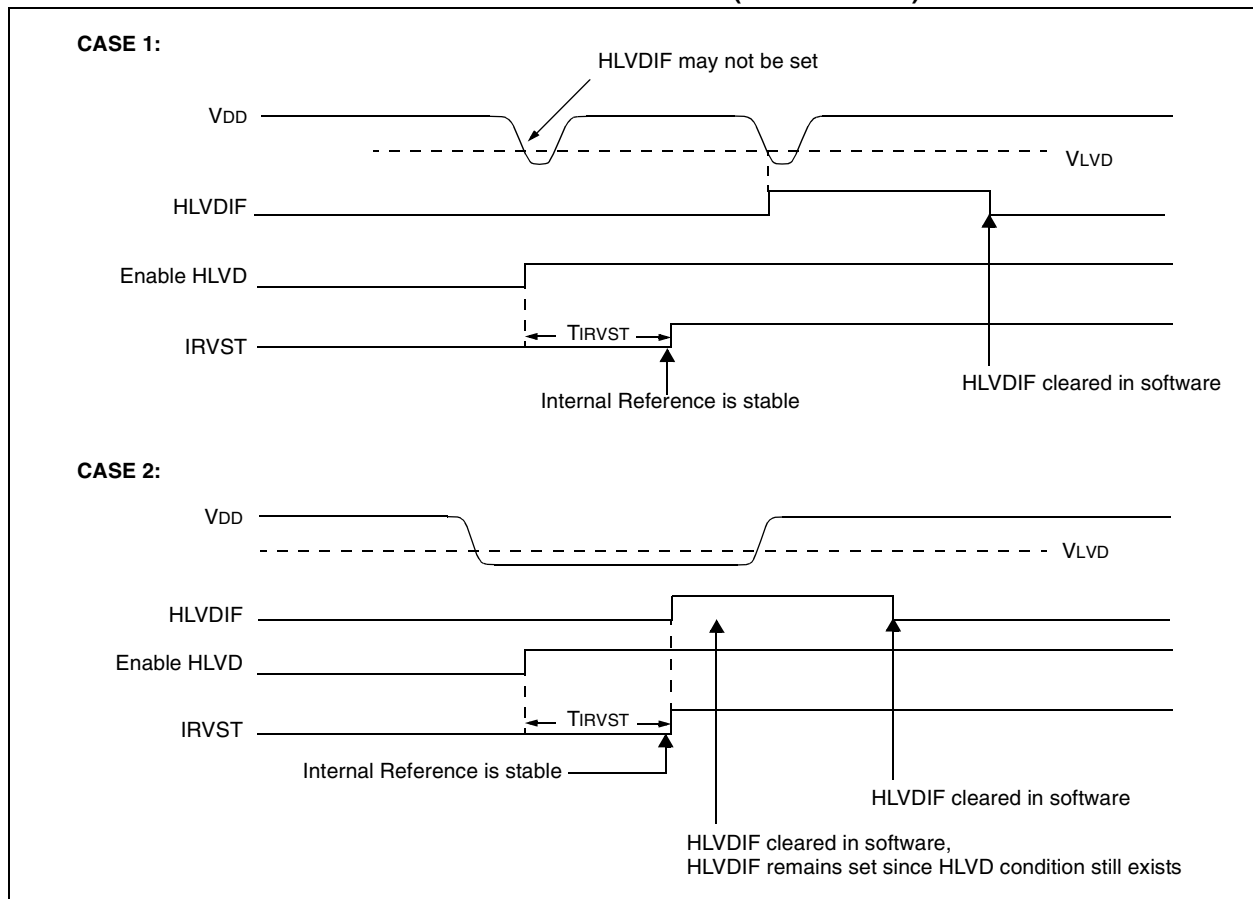 CASE 1:
HLVDIF may not be set
VDD
VLVD
HLVDIF
Enable HLVD
TIRVST
IRVST
HLVDIF cleared in software
Internal Reference is stable
CASE 2:
VDD
VLVD
HLVDIF
Enable HLVD
TIRVST
IRVST
Internal Reference is stable
HLVDIF cleared in software
HLVDIF cleared in software,
HLVDIF remains set since HLVD condition still exists